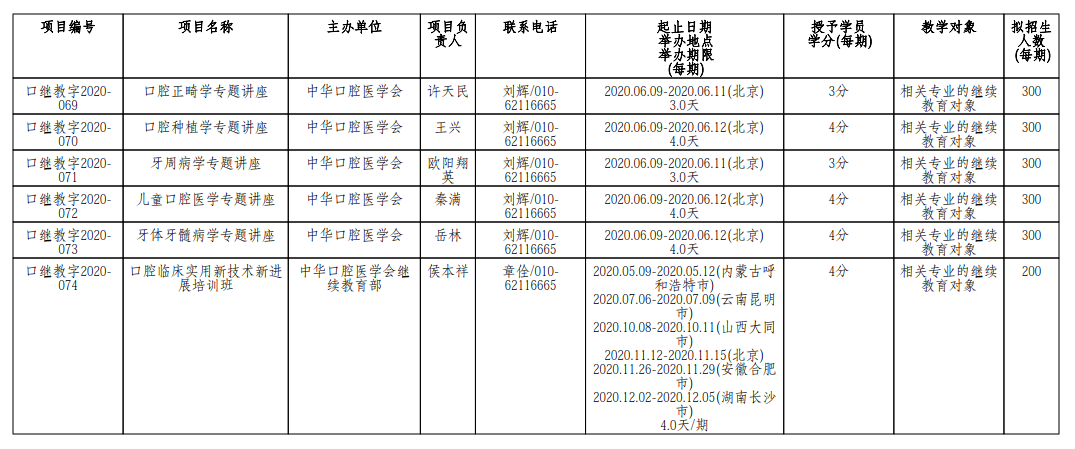 项目编号
项目名称
主办单位
项目负
责人
联系电话
起止日期
举办地点
举办期限
(每期)
授予学员
学分(每期)
教学对象
拟招生
人数
(每期)
口继教字2020-
069
口腔正畸学专题讲座
中华口腔医学会
许天民
刘辉/010-
62116665
2020.06.09-2020.06.11(北京)
3.0天
3分
相关专业的继续
教育对象
300
口继教字2020-
070
口腔种植学专题讲座
中华口腔医学会
王兴
刘辉/010-
62116665
2020.06.09-2020.06.12(北京)
4.0天
4分
相关专业的继续
教育对象
300
口继教字2020-
071
牙周病学专题讲座
中华口腔医学会
欧阳翔
英
刘辉/010-
62116665
2020.06.09-2020.06.11(北京)
3.0天
3分
相关专业的继续
教育对象
300
口继教字2020-
072
儿童口腔医学专题讲座
中华口腔医学会
秦满
刘辉/010-
62116665
2020.06.09-2020.06.12(北京)
4.0天
4分
相关专业的继续
教育对象
300
口继教字2020-
073
牙体牙髓病学专题讲座
中华口腔医学会
岳林
刘辉/010-
62116665
2020.06.09-2020.06.12(北京)
4.0天
4分
相关专业的继续
教育对象
300
口继教字2020-
074
口腔临床实用新技术新进
展培训班
中华口腔医学会继
续教育部
侯本祥
章佺/010-
62116665
2020.05.09-2020.05.12(内蒙古呼
和浩特市)
2020.07.06-2020.07.09(云南昆明
市)
2020.10.08-2020.10.11(山西大同
市)
2020.11.12-2020.11.15(北京)
2020.11.26-2020.11.29(安徽合肥
市)
2020.12.02-2020.12.05(湖南长沙
市)
4.0天/期
4分
相关专业的继续
教育对象
200